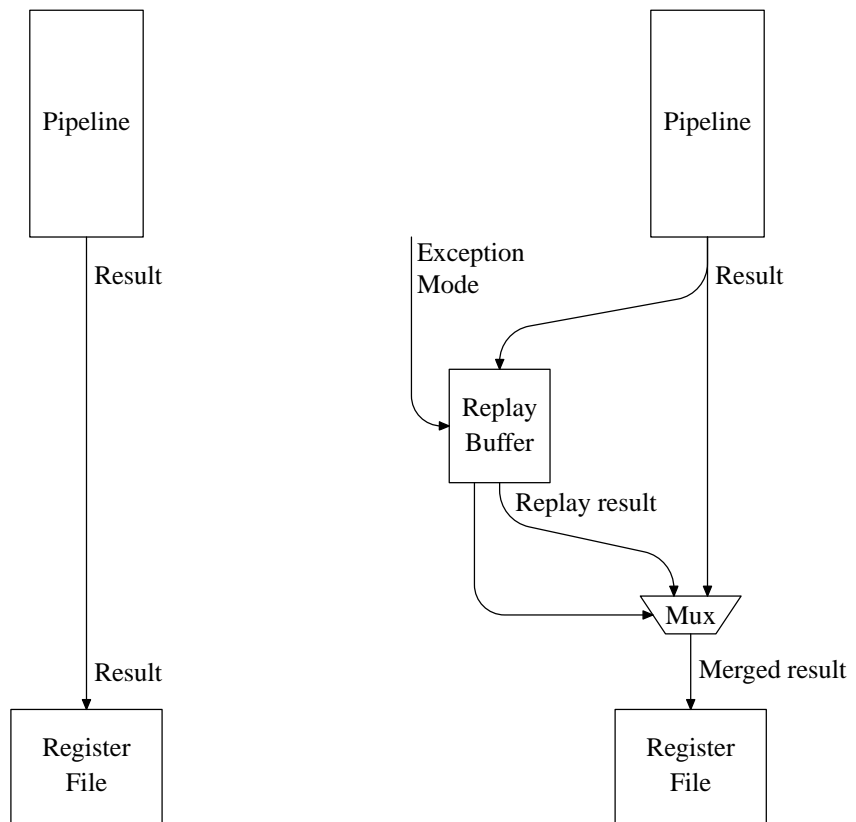 Pipeline
Result
Result
Register
File
Pipeline
Exception
Mode
Result
Replay
Buffer
Replay result
Mux
Merged result
Register
File